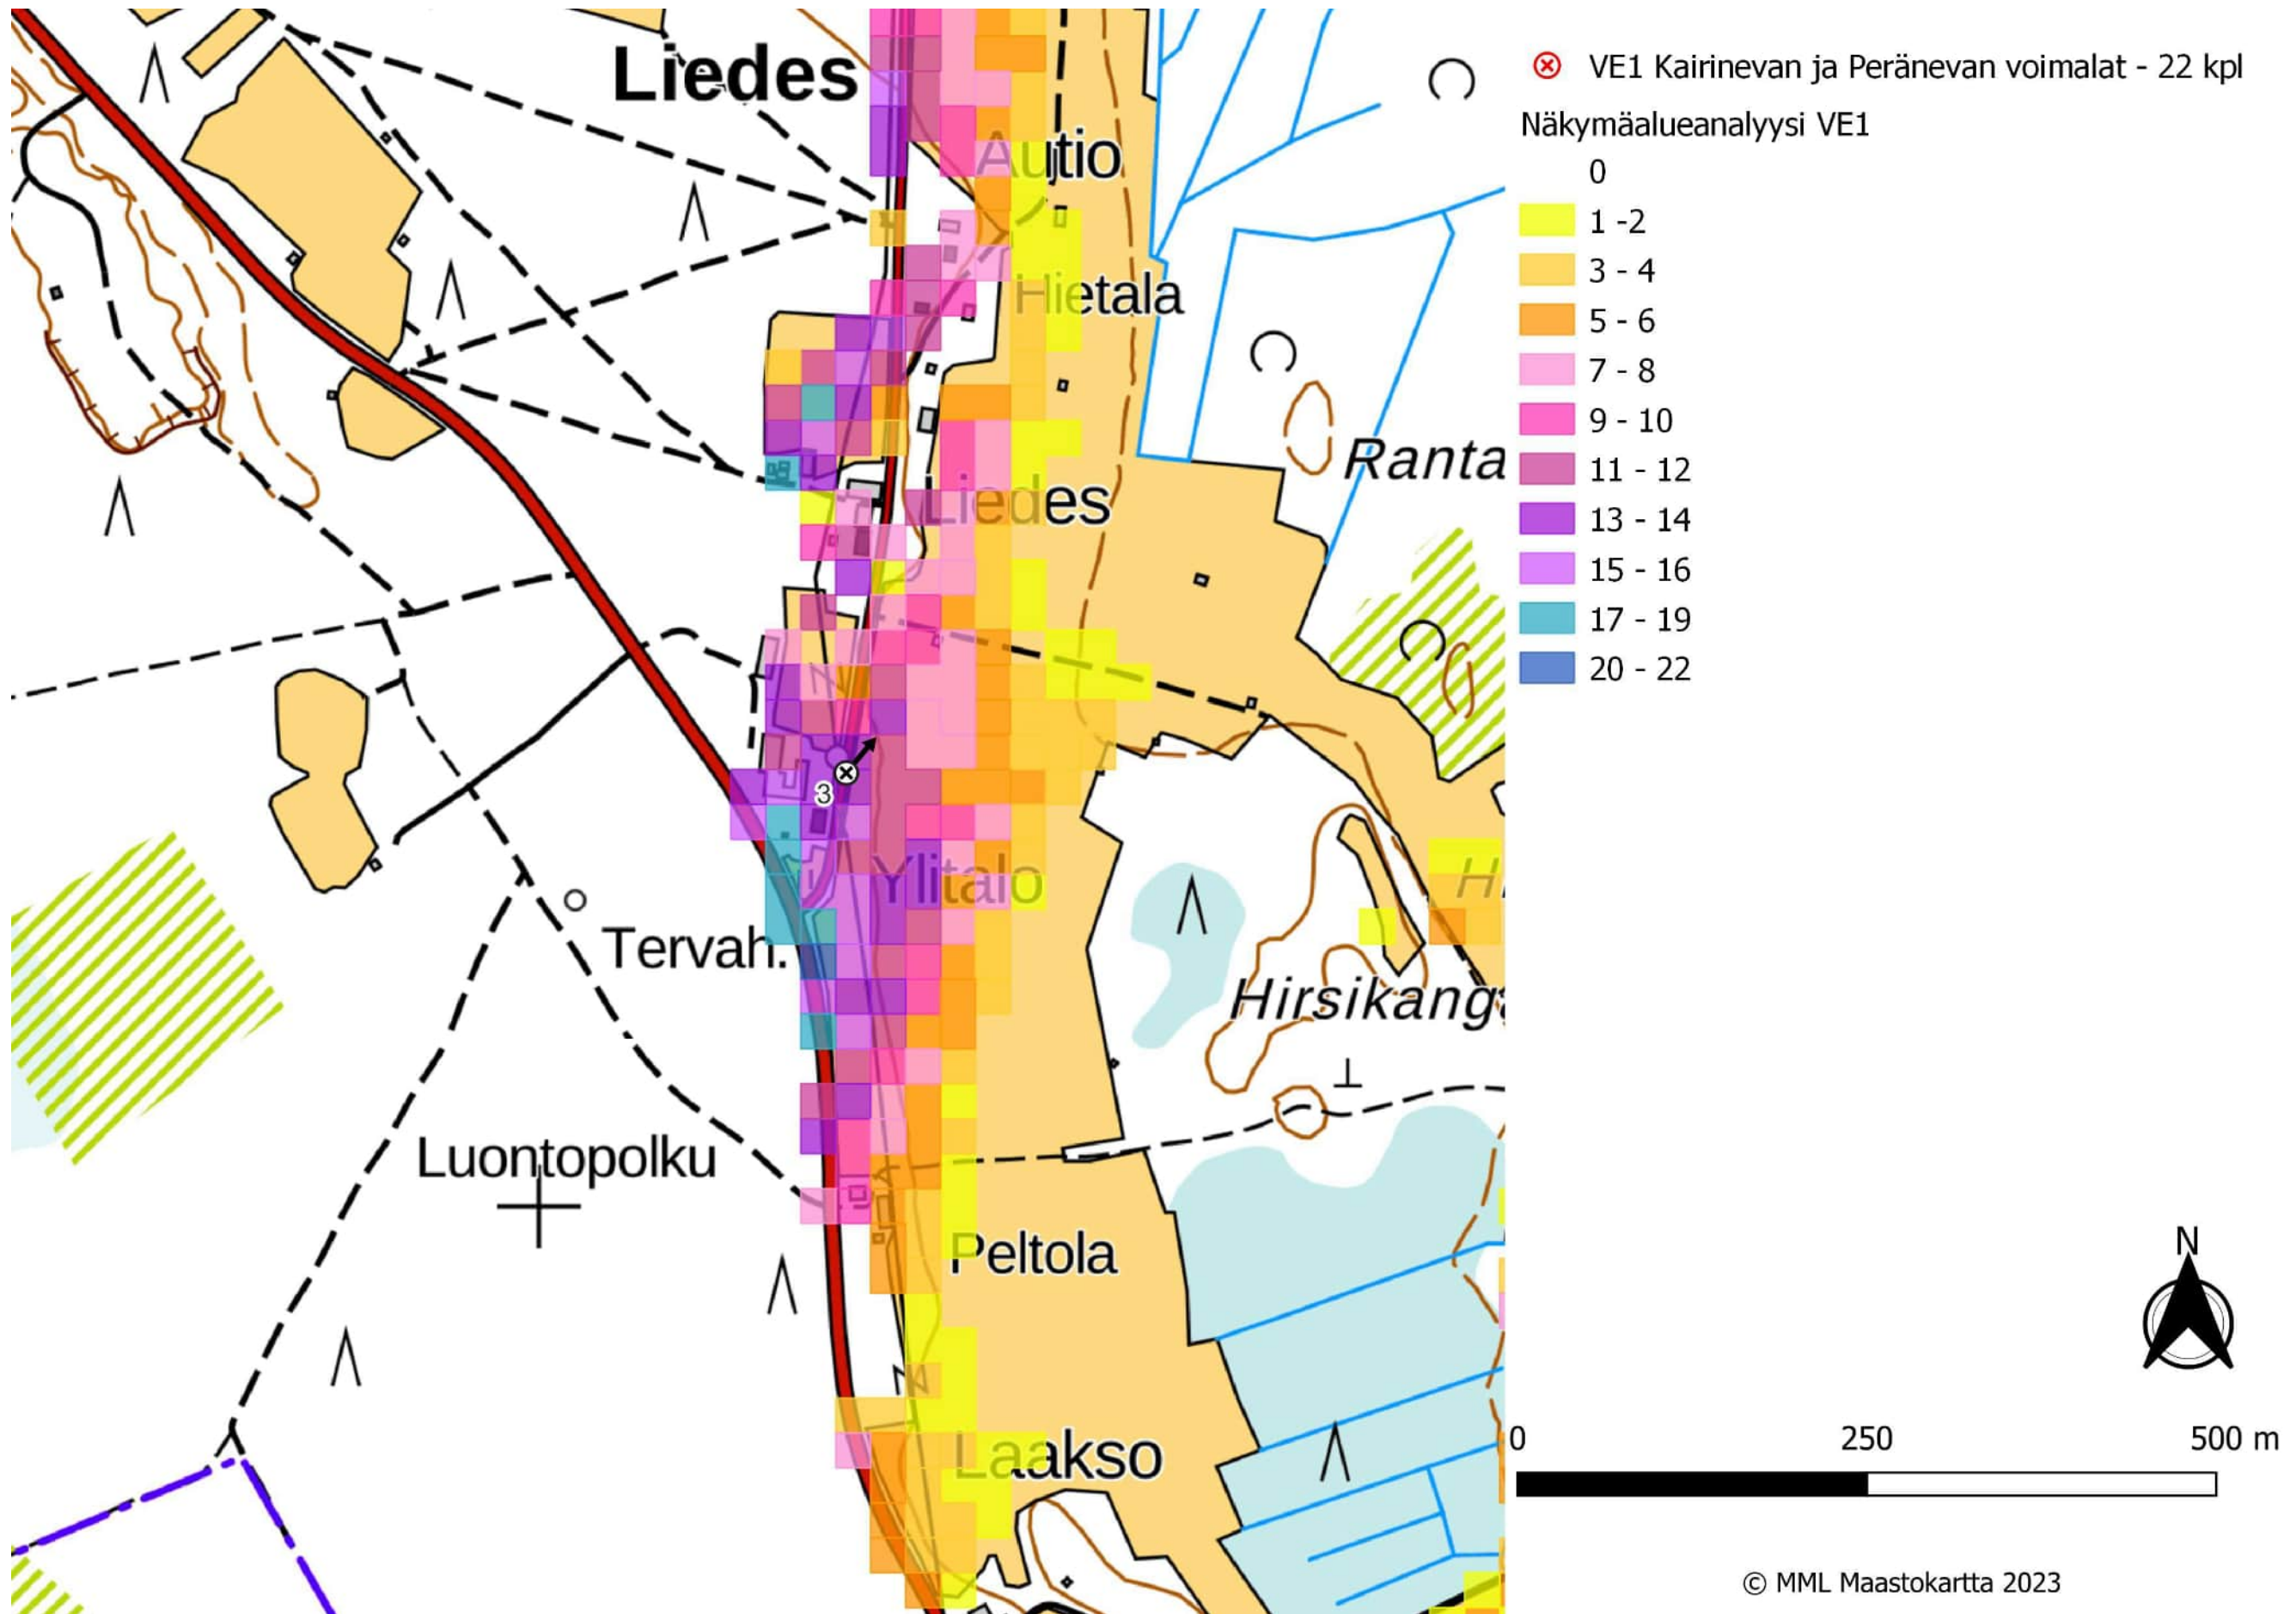 Liedes
Autio
Hietala
Ranta
Liedes
3
Ylitalo
Tervah.
Hirsikanga
Luontopolku
Peltola
Laakso
VE1 Kairinevan ja Peränevan voimalat - 22 kpl
Näkymäalueanalyysi VE1
0
1 -2
3 - 4
5 - 6
7 - 8
9 - 10
11 - 12
13 - 14
15 - 16
17 - 19
20 - 22
N
0 250 500 m
© MML Maastokartta 2023